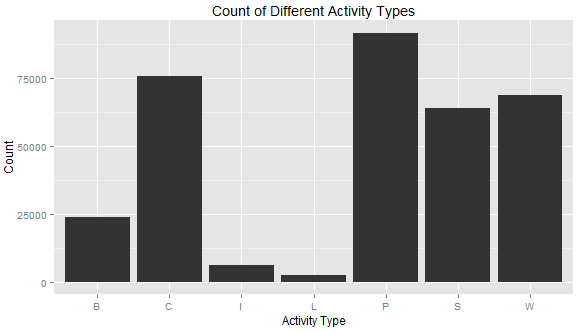 Count of Different Activity Types
Count
75000
50000
25000
0
B C I L P S W
Activity Type